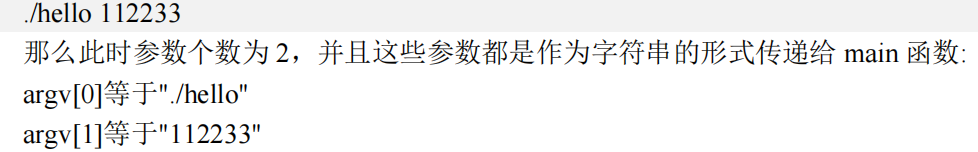 ./hello 112233
那么此时参数个数为 2，并且这些参数都是作为字符串的形式传递给 main 函数:
argv[0]等于"./hello"
argv[1]等于"112233"